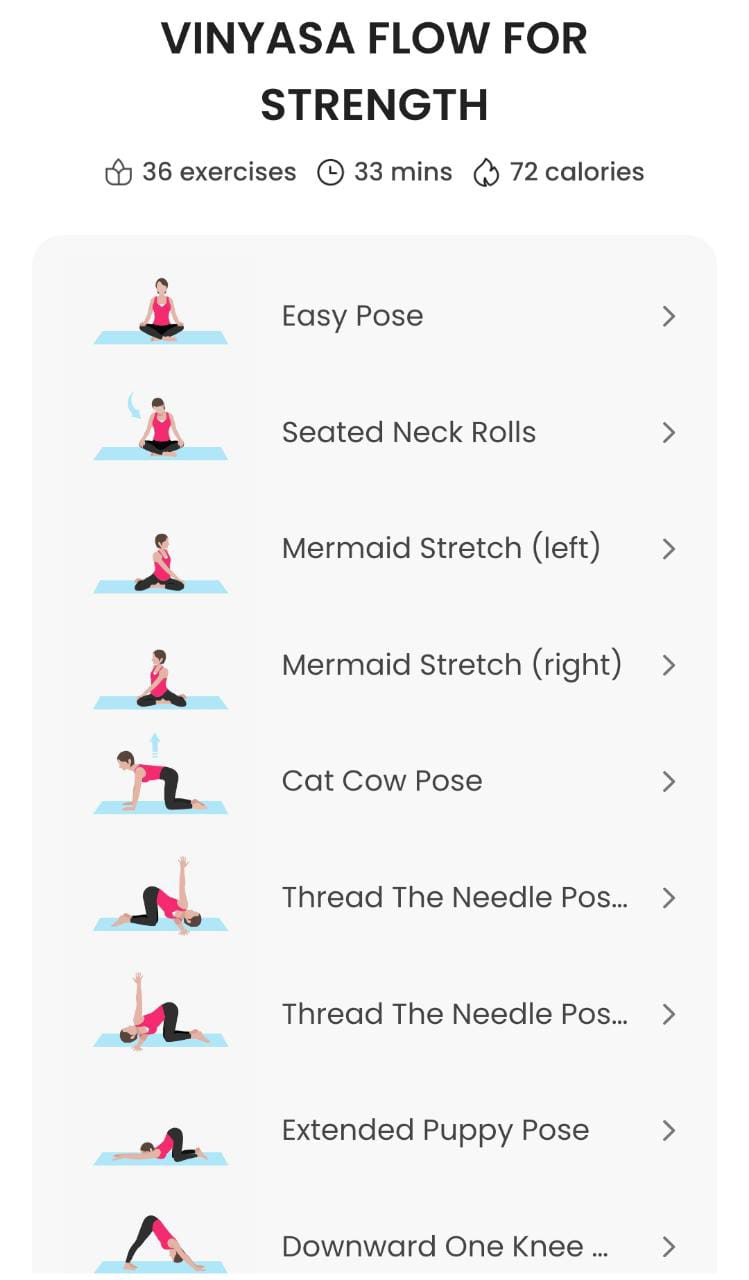 VINYASA FLOW FOR
STRENGTH
36 exercises 33 mins 72 calories
Easy Pose
Seated Neck Rolls
Mermaid Stretch (left)
Mermaid Stretch (right)
Cat Cow Pose
Thread The Needle Pos...
Thread The Needle Pos...
Extended Puppy Pose
Downward One Knee ...